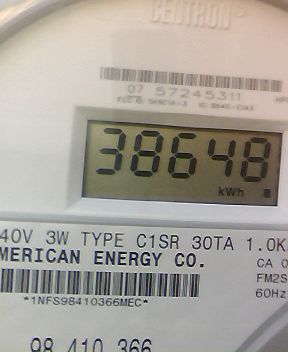 CENTRON®
07 57245311
38648
kWh
40V 3W TYPE C1SR 30TA 1.0K
MERICAN ENERGY CO.
CA 0
FM2S
*1NFS98410366MEC*
60Hz
98 410 366